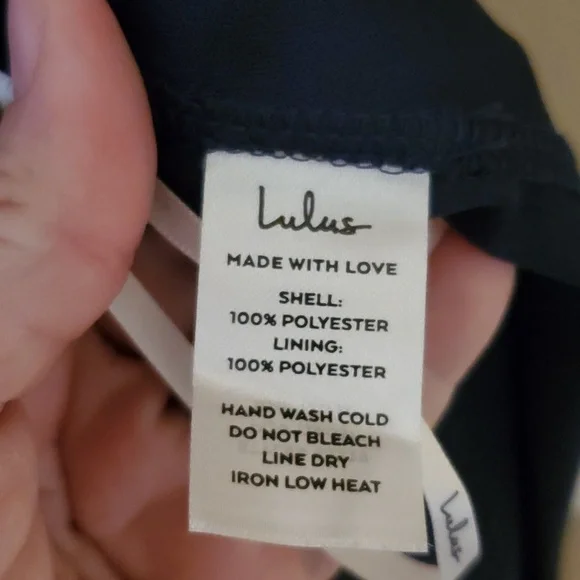 Lulus
MADE WITH LOVE
SHELL:
100% POLYESTER
LINING:
100% POLYESTER
HAND WASH COLD
DO NOT BLEACH
LINE DRY
IRON LOW HEAT
Lulus